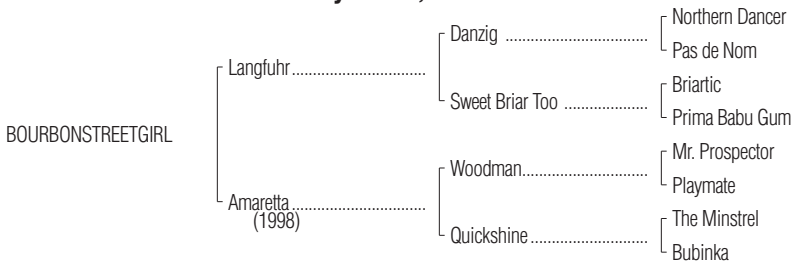 Northern Dancer
Danzig ..................................
Pas de Nom
Langfuhr................................
Briartic
Sweet Briar Too ....................
Prima Babu Gum
BOURBONSTREETGIRL
Mr. Prospector
Woodman..............................
Playmate
Amaretta ................................
(1998)
The Minstrel
Quickshine............................
Bubinka